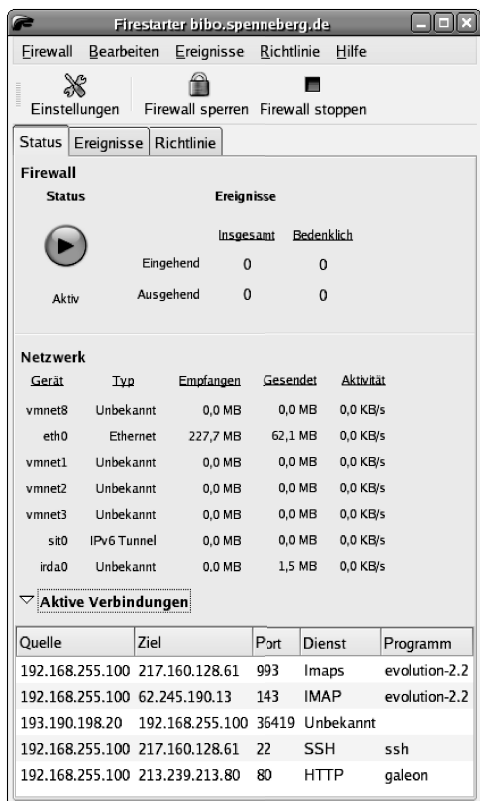 Firestarter bibo.spenneberg.de
Firewall Bearbeiten Ereignisse Richtlinie Hilfe
Einstellungen Firewall sperren Firewall stoppen
Status Ereignisse Richtlinie
Firewall
Status Ereignisse
Insgesamt Bedenklich
Eingehend 0 0
Aktiv Ausgehend 0 0
Netzwerk
Gerät Typ Empfangen Gesendet Aktivität
vmnet8 Unbekannt 0,0 MB 0,0 MB 0,0 KB/s
eth0 Ethernet 227,7 MB 62,1 MB 0,0 KB/s
vmnet1 Unbekannt 0,0 MB 0,0 MB 0,0 KB/s
vmnet2 Unbekannt 0,0 MB 0,0 MB 0,0 KB/s
vmnet3 Unbekannt 0,0 MB 0,0 MB 0,0 KB/s
sit0 IPv6 Tunnel 0,0 MB 0,0 MB 0,0 KB/s
irda0 Unbekannt 0,0 MB 1,5 MB 0,0 KB/s
Aktive Verbindungen
Quelle Ziel Port Dienst Programm
192.168.255.100 217.160.128.61 993 Imaps evolution-2.2
192.168.255.100 62.245.190.13 143 IMAP evolution-2.2
193.190.198.20 192.168.255.100 36419 Unbekannt
192.168.255.100 217.160.128.61 22 SSH ssh
192.168.255.100 213.239.213.80 80 HTTP galeon